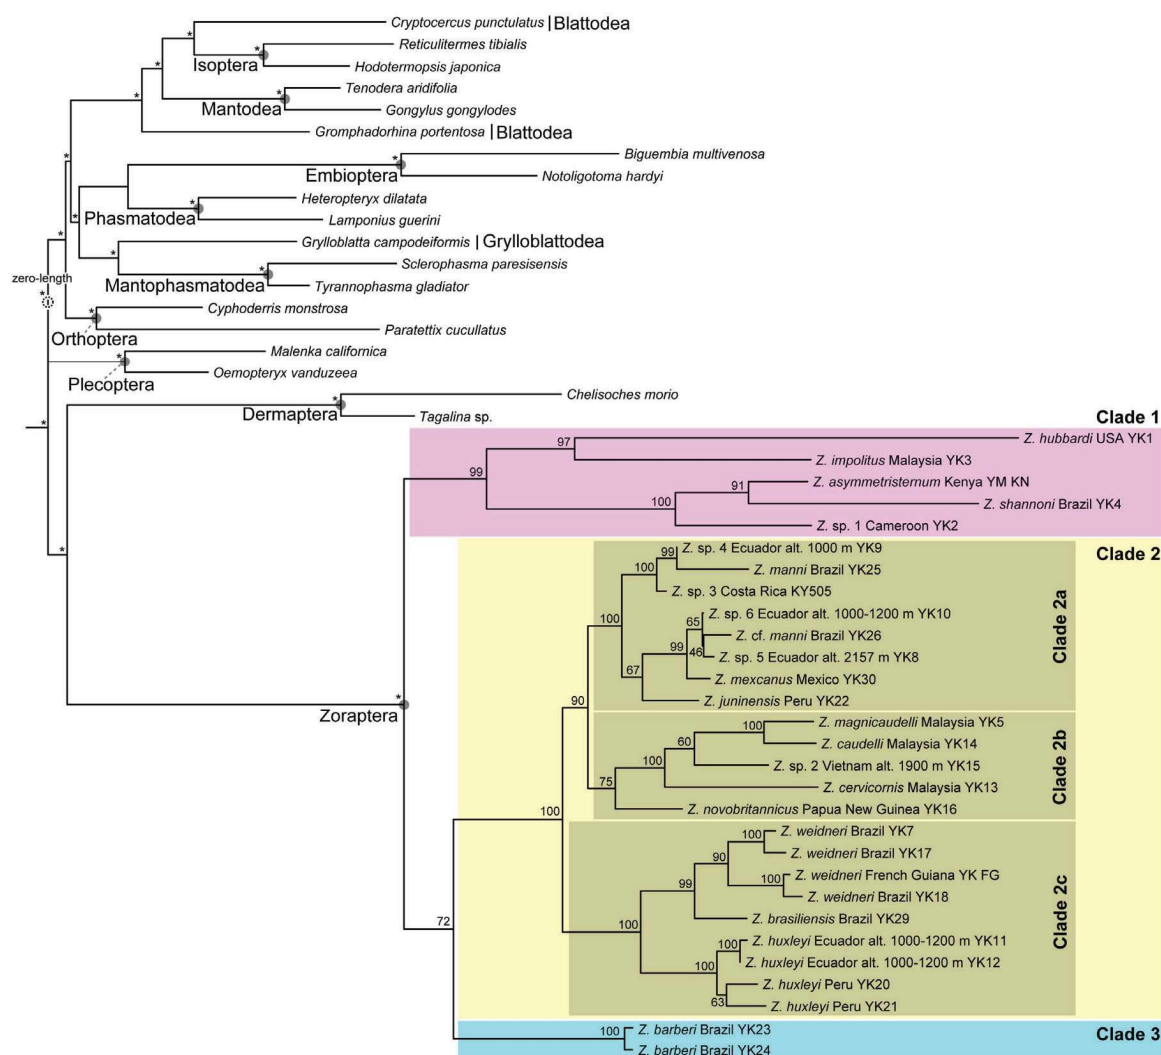 Cryptocercus punctulatus
Blattodea
*
*
Reticulitermes tibialis
*
Isoptera
Hodotermopsis japonica
*
Tenodera aridifolia
*
Mantodea
Gongylus gongylodes
Gromphadorhina portentosa
Blattodea
*
*
Biguembia multivenosa
Embioptera
Notoligotoma hardyi
*
Heteropteryx dilatata
Phasmatodea
Lamponius guerini
*
*
Grylloblatta campodeiformis
Grylloblattodea
*
Sclerophasma paresisensis
zero-length
*
Mantophasmatodea
Tyrannophasma gladiator
*
*
Cyphoderris monstrosa
Orthoptera
Paratettix cucullatus
*
Malenka californica
Plecoptera
Oemopteryx vanduzeea
*
Chelisoches morio
Dermaptera
Tagalina sp.
*
Clade 1
97
Z. hubbardi USA YK1
99
Z. impolitus Malaysia YK3
91
Z. asymmetristernum Kenya YM KN
100
Z. shannoni Brazil YK4
Z. sp. 1 Cameroon YK2
*
Clade 2
99
Z. sp. 4 Ecuador alt. 1000 m YK9
100
Z. manni Brazil YK25
Z. sp. 3 Costa Rica KY505
100
65
Z. sp. 6 Ecuador alt. 1000-1200 m YK10
Clade 2a
99
Z. cf. manni Brazil YK26
46
Z. sp. 5 Ecuador alt. 2157 m YK8
67
Z. mexcanus Mexico YK30
Z. juninensis Peru YK22
*
Zoraptera
90
100
Z. magnicaudelli Malaysia YK5
60
Z. caudelli Malaysia YK14
Clade 2b
100
Z. sp. 2 Vietnam alt. 1900 m YK15
75
Z. cervicornis Malaysia YK13
Z. novobritannicus Papua New Guinea YK16
100
100
Z. weidneri Brazil YK7
90
Z. weidneri Brazil YK17
99
100
Z. weidneri French Guiana YK FG
Z. weidneri Brazil YK18
Clade 2c
Z. brasiliensis Brazil YK29
100
72
100
Z. huxleyi Ecuador alt. 1000-1200 m YK11
100
Z. huxleyi Ecuador alt. 1000-1200 m YK12
Z. huxleyi Peru YK20
63
Z. huxleyi Peru YK21
100
Z. barberi Brazil YK23
Clade 3
Z. barberi Brazil YK24